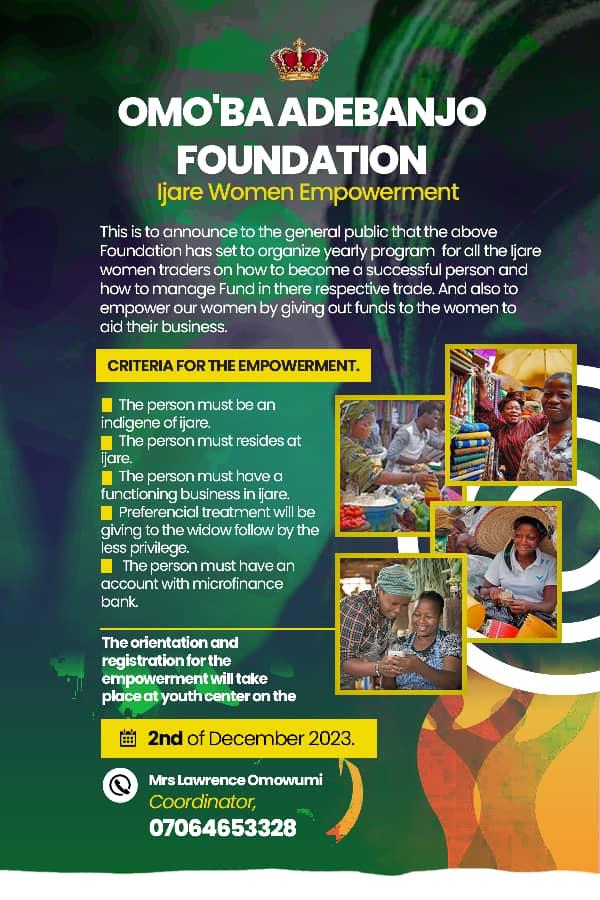 OMO'BA ADEBANJO
FOUNDATION
Ijare Women Empowerment
This is to announce to the general public that the above
Foundation has set to organize yearly program for all the Ijare
women traders on how to become a successful person and
how to manage Fund in there respective trade. And also to
empower our women by giving out funds to the women to
aid their business.
CRITERIA FOR THE EMPOWERMENT.
The person must be an
indigene of ijare.
The person must resides at
ijare.
The person must have a
functioning business in ijare.
Preferencial treatment will be
giving to the widow follow by the
less privilege.
The person must have an
account with microfinance
bank.
The orientation and
registration for the
empowerment will take
place at youth center on the
2nd of December 2023.
Mrs Lawrence Omowumi
Coordinator,
07064653328